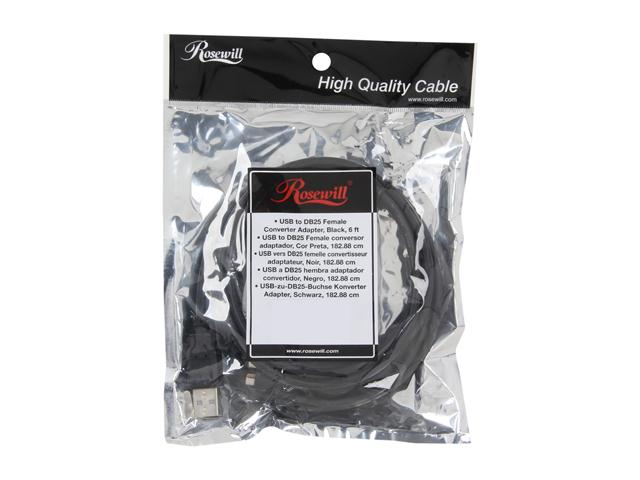 Rosewill
High Quality Cable
www.rosewill.com
Rosewill®
• USB to DB25 Female
Converter Adapter, Black, 6 ft
• USB to DB25 Female conversor
adaptador, Cor Preta, 182.88 cm
• USB vers DB25 femelle convertisseur
adaptateur, Noir, 182.88 cm
• USB a DB25 hembra adaptador
convertidor, Negro, 182.88 cm
• USB-zu-DB25-Buchse Konverter
Adapter, Schwarz, 182.88 cm
www.rosewill.com